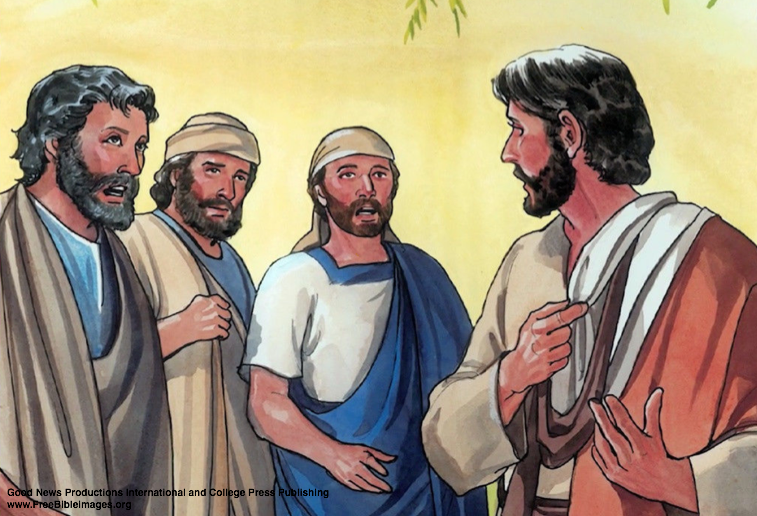 Good News Productions International and College Press Publishing
www.FreeBibleimages.org